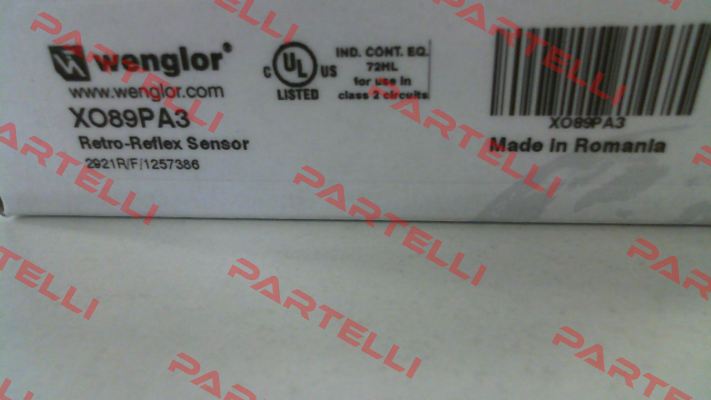 wenglor®
www.wenglor.com
XO89PA3
Retro-Reflex Sensor
2921R/F/1257386
C UL US
LISTED
IND. CONT. EQ.
72HL
for use in
class 2 circuits
XO89PA3
Made in Romania
PARTELLI
PARTELLI
PARTELLI
PARTELLI
PARTELLI
PARTELLI
PARTELLI
PARTELLI